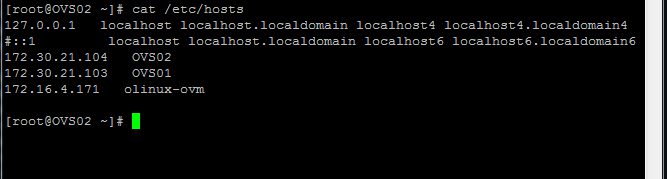 [root@OVS02 ~]# cat /etc/hosts
127.0.0.1   localhost localhost.localdomain localhost4 localhost4.localdomain4
#::1         localhost localhost.localdomain localhost6 localhost6.localdomain6
172.30.21.104   OVS02
172.30.21.103   OVS01
172.16.4.171   olinux-ovm
[root@OVS02 ~]#